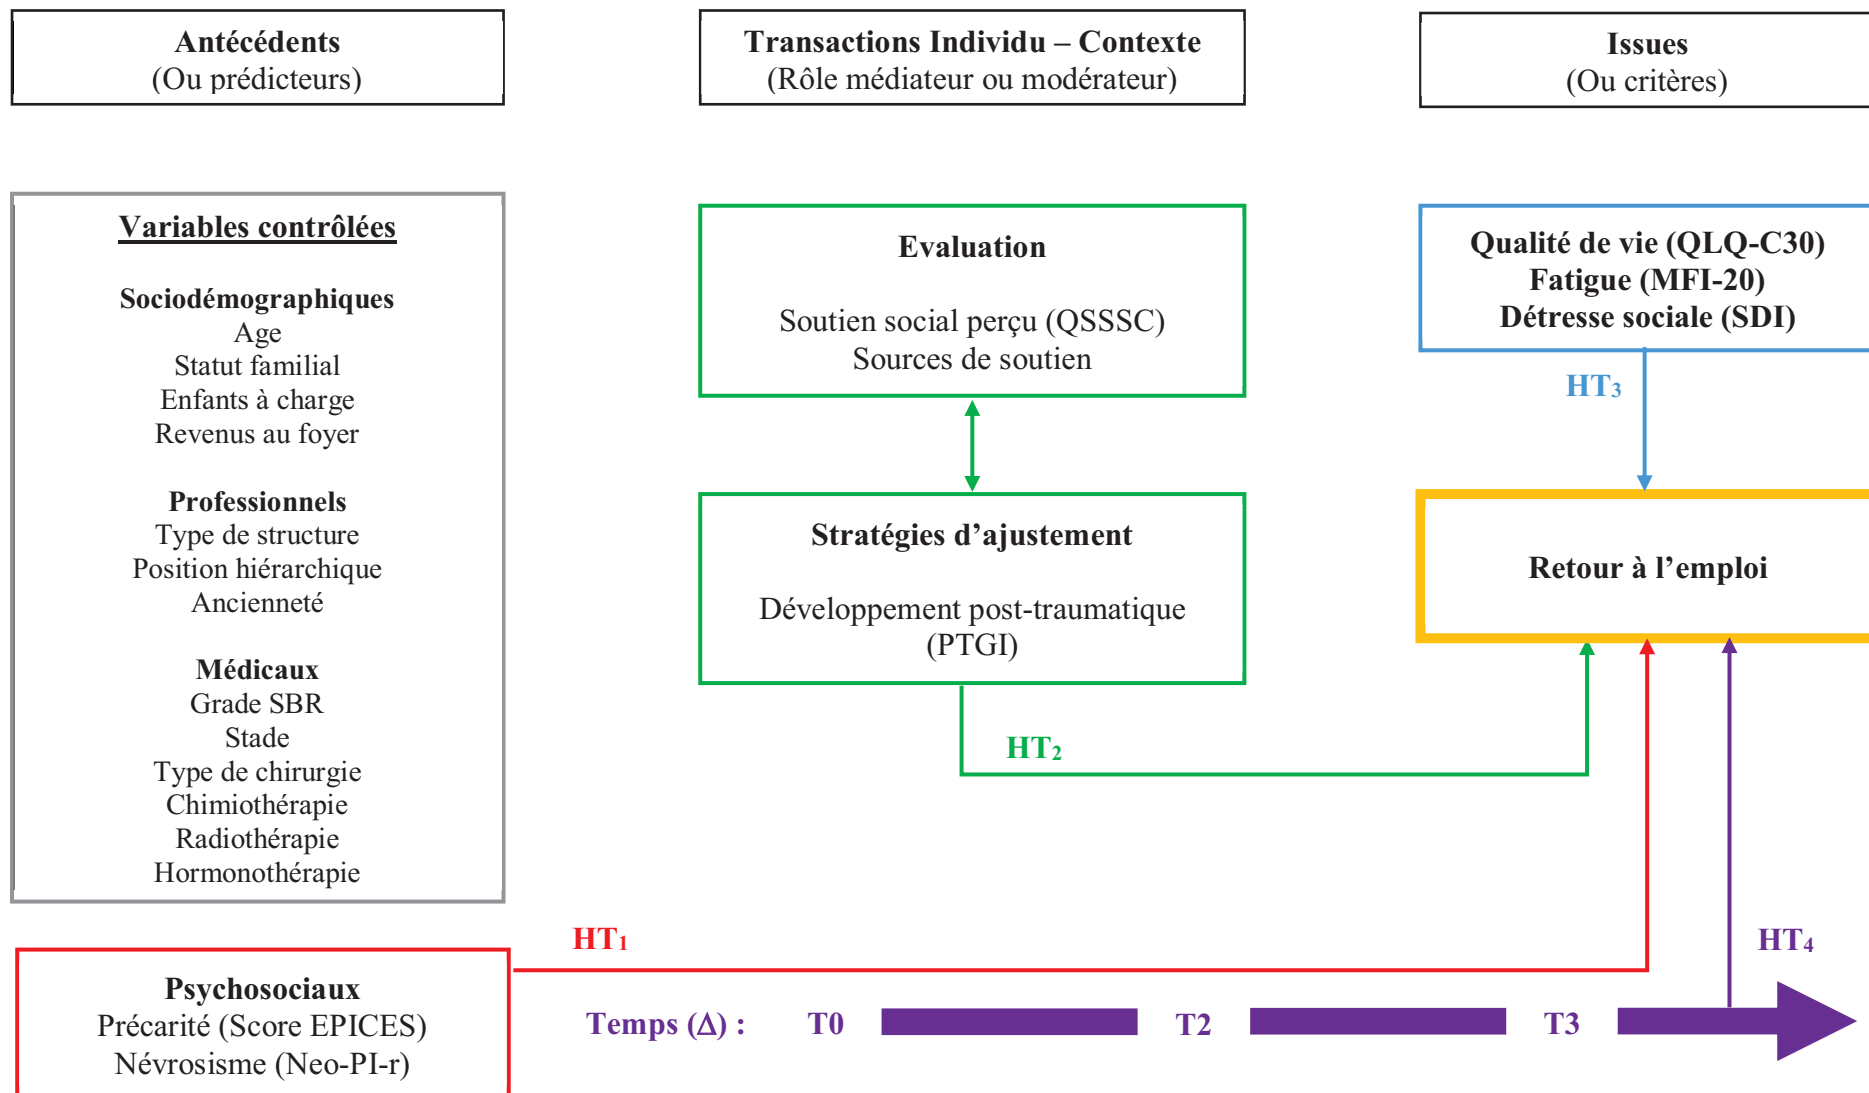 Antécédents
(Ou prédicteurs)
Transactions Individu – Contexte
(Rôle médiateur ou modérateur)
Issues
(Ou critères)
Variables contrôlées
Sociodémographiques
Age
Statut familial
Enfants à charge
Revenus au foyer
Professionnels
Type de structure
Position hiérarchique
Ancienneté
Médicaux
Grade SBR
Stade
Type de chirurgie
Chimiothérapie
Radiothérapie
Hormonothérapie
Psychosociaux
Précarité (Score EPICES)
Névrosisme (Neo-PI-r)
Evaluation
Soutien social perçu (QSSSC)
Sources de soutien
Stratégies d’ajustement
Développement post-traumatique
(PTGI)
Qualité de vie (QLQ-C30)
Fatigue (MFI-20)
Détresse sociale (SDI)
HT3
Retour à l’emploi
HT2
HT1
HT4
Temps (Δ) : T0 T2 T3